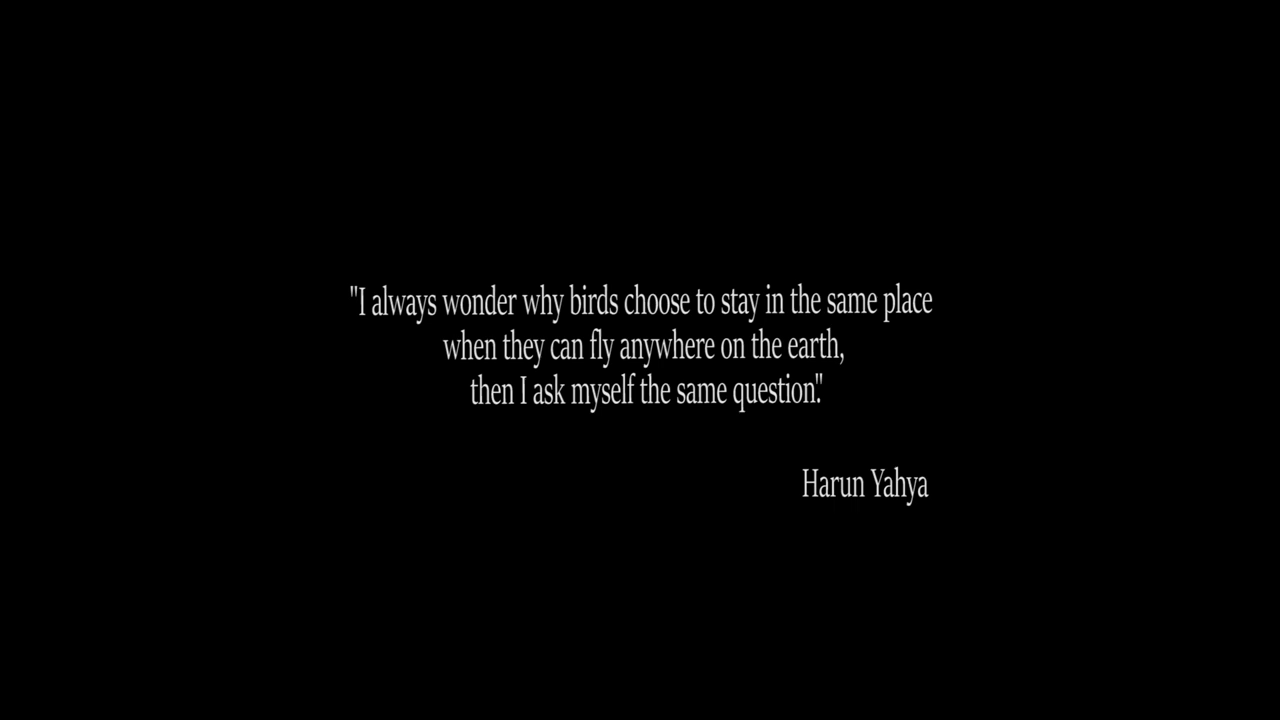 "I always wonder why birds choose to stay in the same place
when they can fly anywhere on the earth,
then I ask myself the same question."
Harun Yahya